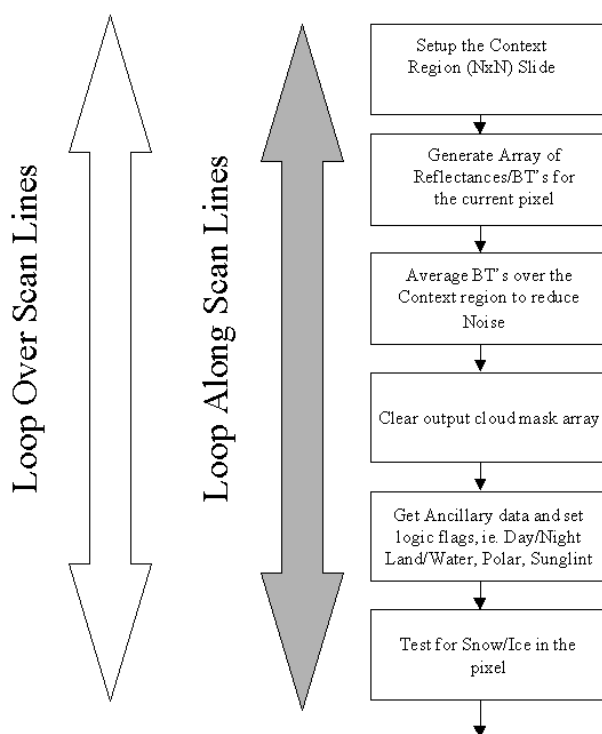 Loop Over Scan Lines
Loop Along Scan Lines
Setup the Context
Region (NxN) Slide
Generate Array of
Reflectances/BT's for
the current pixel
Average BT's over the
Context region to reduce
Noise
Clear output cloud mask array
Get Ancillary data and set
logic flags, ie. Day/Night
Land/Water, Polar, Sunglint
Test for Snow/Ice in the
pixel